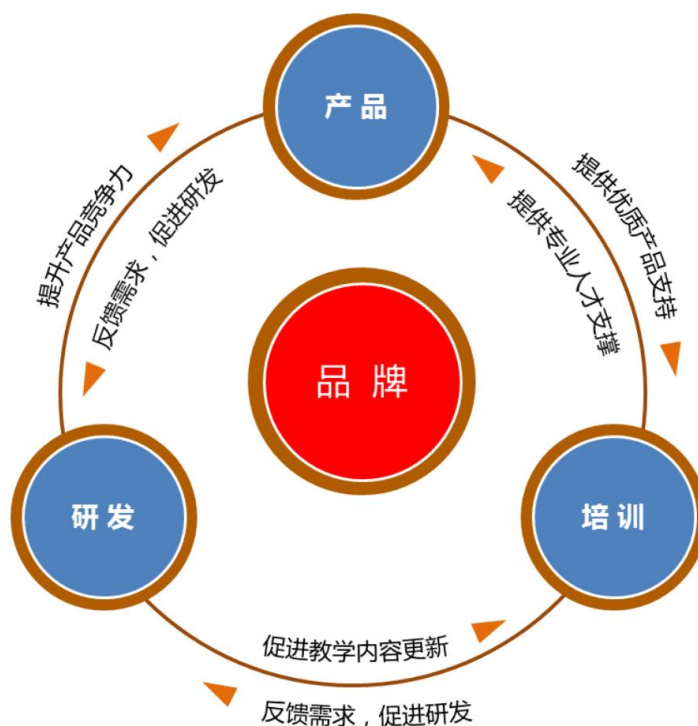 产品
提升产品竞争力
反馈需求，促进研发
提供优质产品支持
提供专业人才支撑
品牌
研发
培训
促进教学内容更新
反馈需求，促进研发